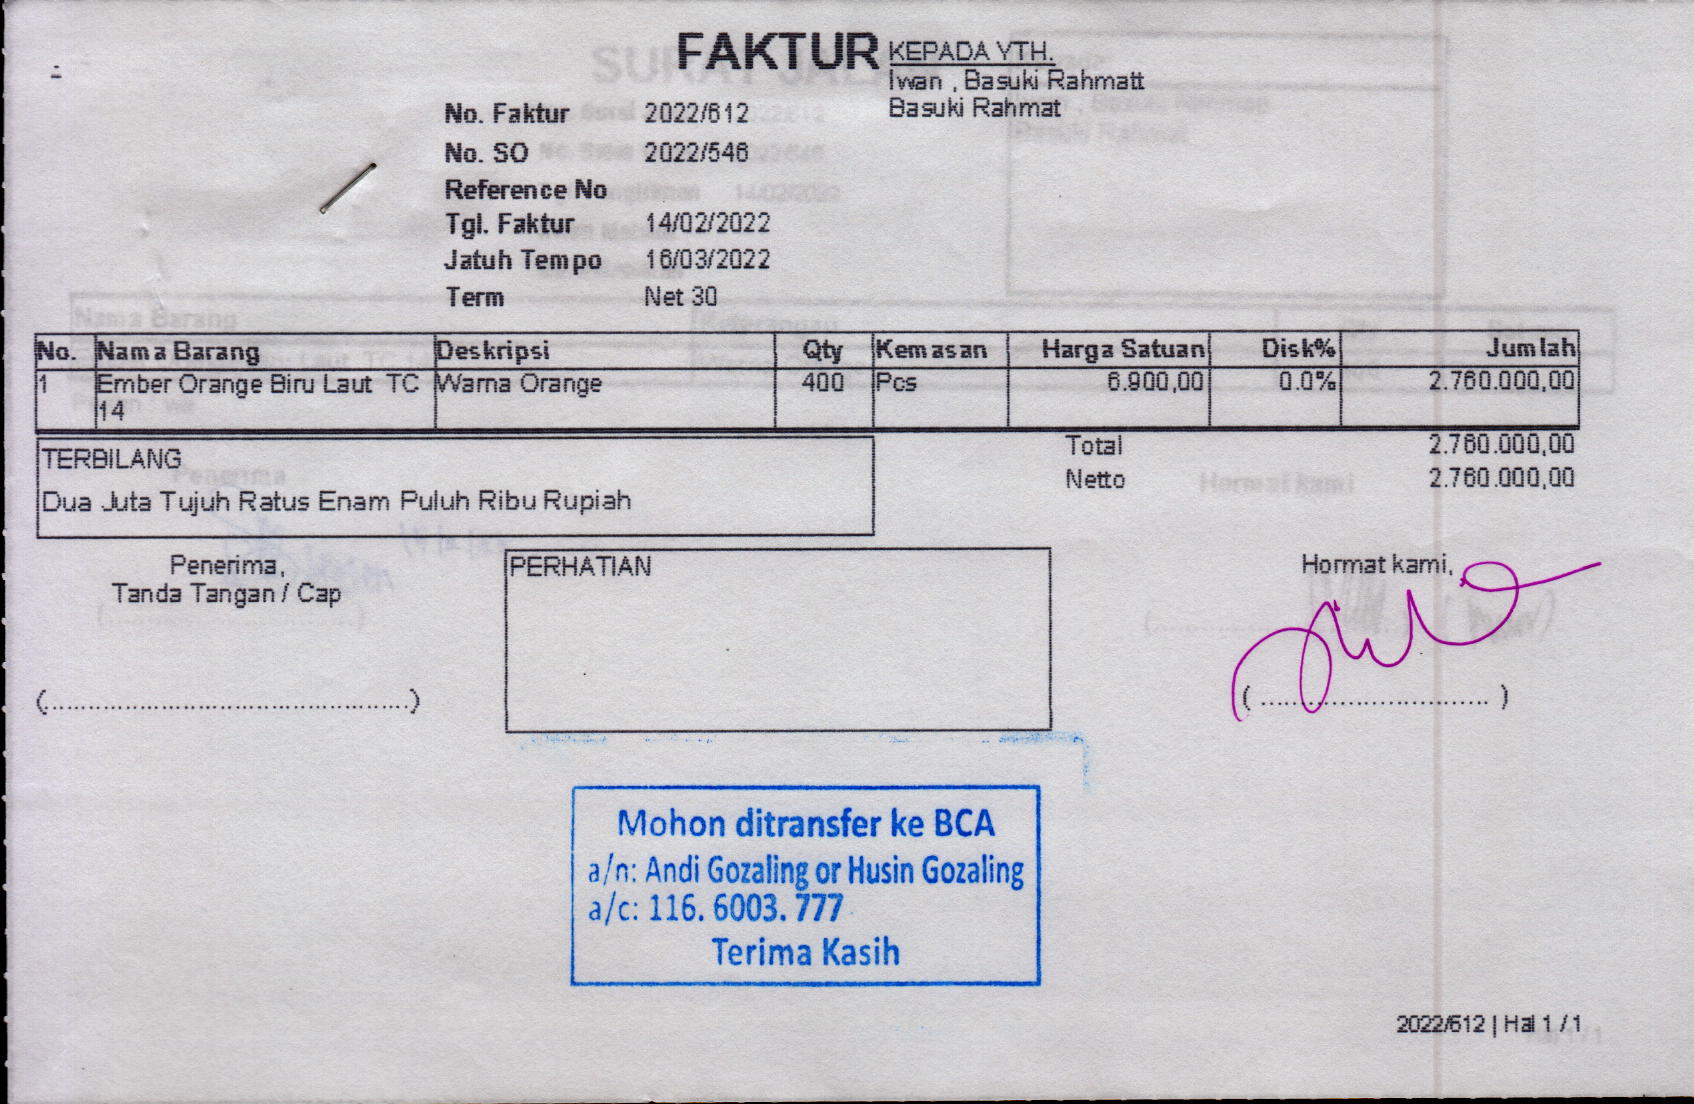 FAKTUR
KEPADA YTH.
Iwan , Basuki Rahmatt
Basuki Rahmat
No. Faktur 2022/612
No. SO 2022/546
Reference No
Tgl. Faktur 14/02/2022
Jatuh Tempo 16/03/2022
Term Net 30
No. Nama Barang Deskripsi Qty Kemasan Harga Satuan Disk% Jumlah
1 Ember Orange Biru Laut TC Warna Orange 400 Pcs 6.900,00 0.0% 2.760.000,00
14
Total 2.760.000,00
TERBILANG
Netto 2.760.000,00
Dua Juta Tujuh Ratus Enam Puluh Ribu Rupiah
Penerima,
Tanda Tangan / Cap
PERHATIAN
Hormat kami,
(..........................................)
( ............................ )
Mohon ditransfer ke BCA
a/n: Andi Gozaling or Husin Gozaling
a/c: 116. 6003. 777
Terima Kasih
2022/612 | Hal 1 / 1